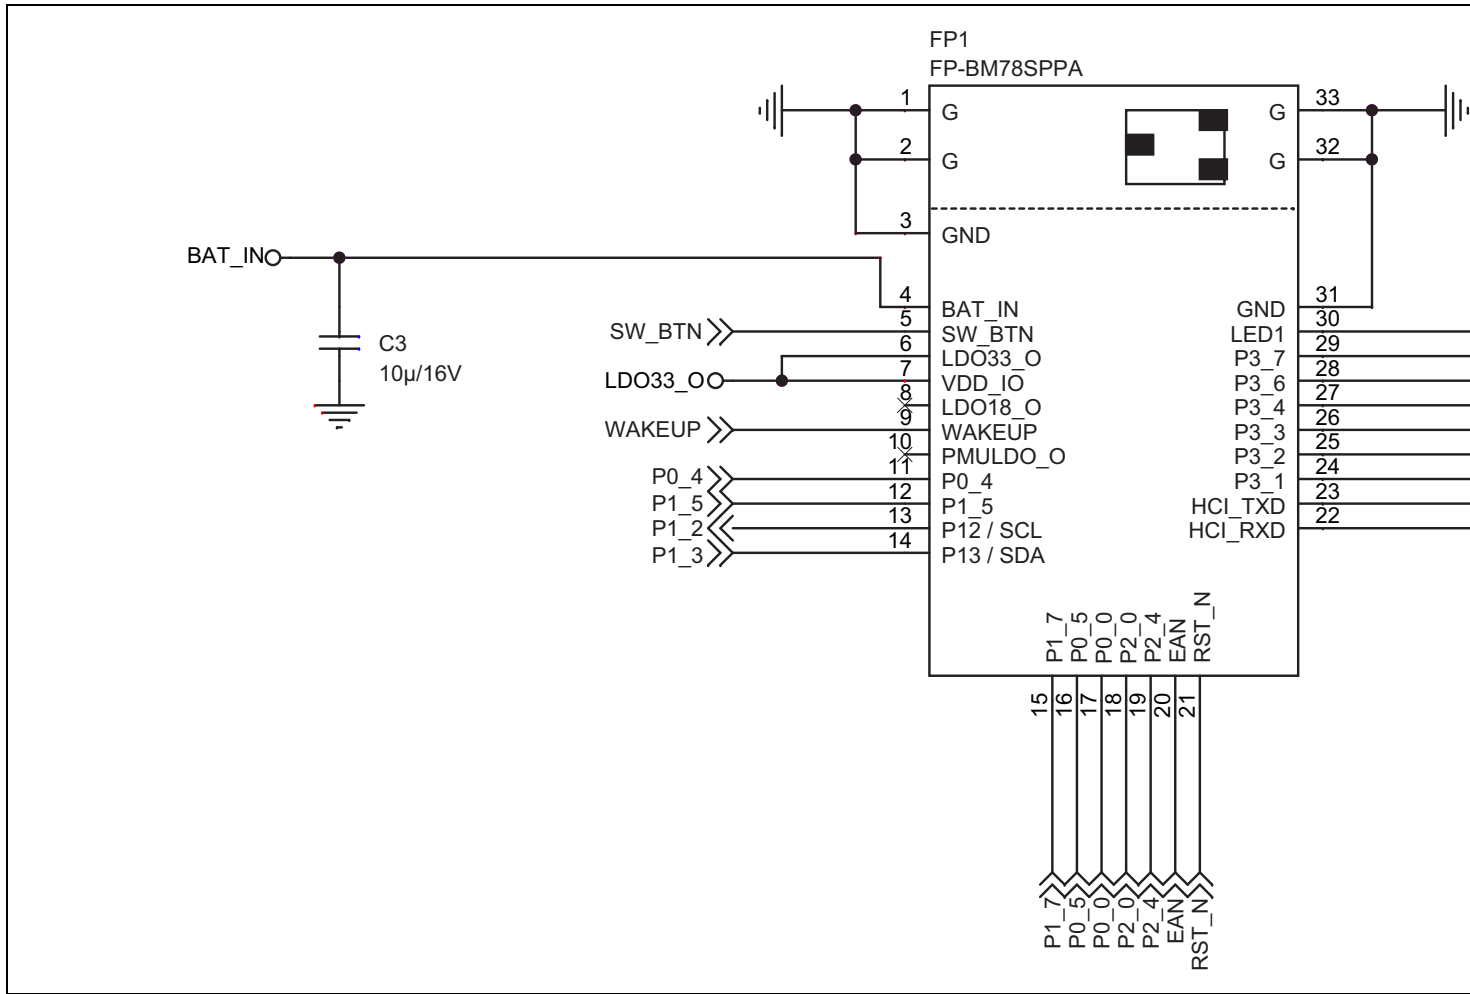 FP1
FP-BM78SPPA
1 G G 33
2 G G 32
3 GND
BAT_IN
4 BAT_IN GND 31
SW_BTN 5 SW_BTN LED1 30
C3
10µ/16V
6 LDO33_O P3_7 29
LDO33_O 7 VDD_IO P3_6 28
8 LDO18_O P3_4 27
WAKEUP 9 WAKEUP P3_3 26
10 PMULDO_O P3_2 25
P0_4 11 P0_4 P3_1 24
P1_5 12 P1_5 HCI_TXD 23
P1_2 13 P12 / SCL HCI_RXD 22
P1_3 14 P13 / SDA
P1_7
P0_5
P0_0
P2_0
P2_4
EAN
RST_N
15
16
17
18
19
20
21
P1_7
P0_5
P0_0
P2_0
P2_4
EAN
RST_N